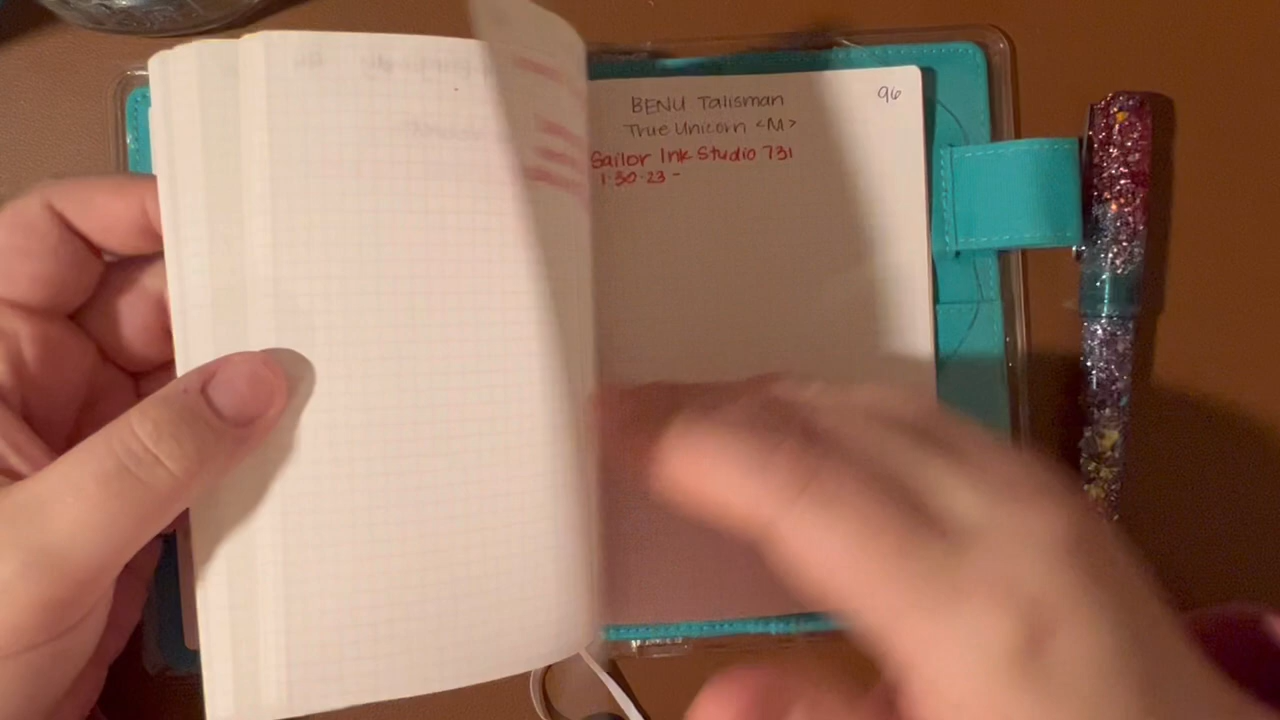 96
BENU Talisman
True Unicorn <M>
Sailor Ink Studio 731
1·30·23 -